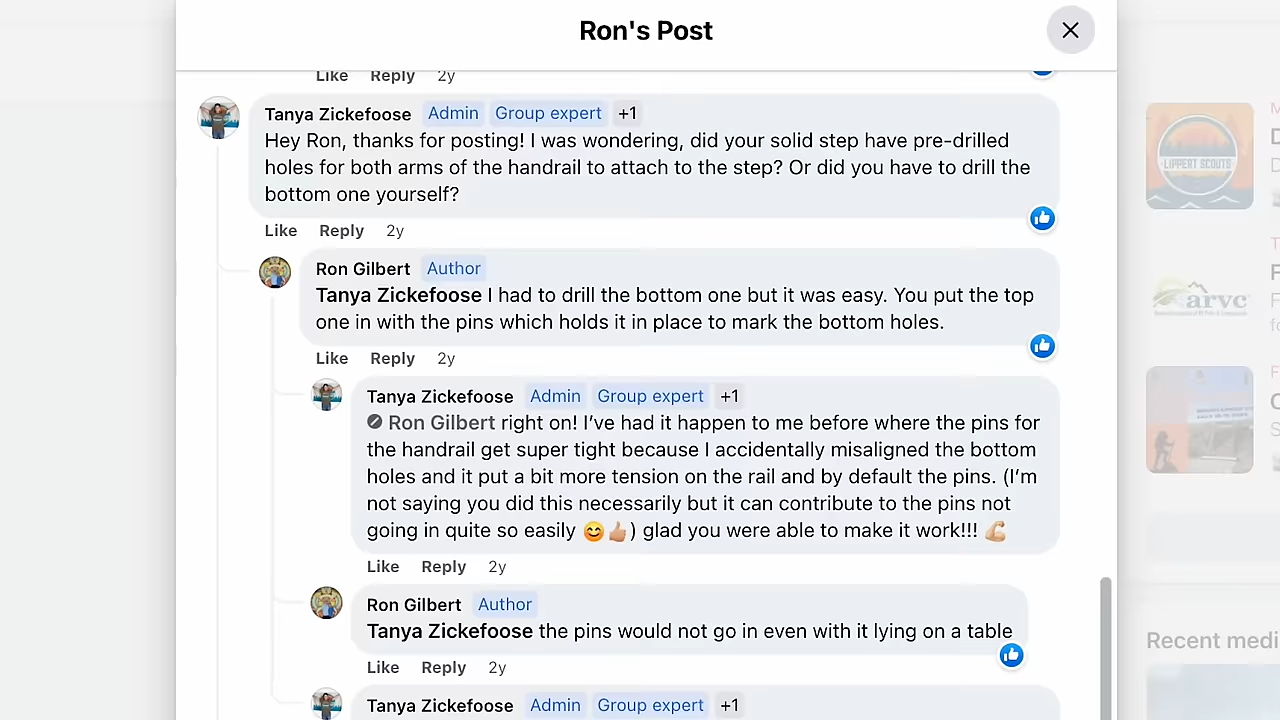 Ron's Post
Like Reply 2y
Tanya Zickefoose Admin Group expert +1
Hey Ron, thanks for posting! I was wondering, did your solid step have pre-drilled
holes for both arms of the handrail to attach to the step? Or did you have to drill the
bottom one yourself?
Like Reply 2y
Ron Gilbert Author
Tanya Zickefoose I had to drill the bottom one but it was easy. You put the top
one in with the pins which holds it in place to mark the bottom holes.
Like Reply 2y
Tanya Zickefoose Admin Group expert +1
Ron Gilbert right on! I’ve had it happen to me before where the pins for
the handrail get super tight because I accidentally misaligned the bottom
holes and it put a bit more tension on the rail and by default the pins. (I’m
not saying you did this necessarily but it can contribute to the pins not
going in quite so easily 😊👍🏼) glad you were able to make it work!!! 💪🏼
Like Reply 2y
Ron Gilbert Author
Tanya Zickefoose the pins would not go in even with it lying on a table
Like Reply 2y
Tanya Zickefoose Admin Group expert +1
LIPPERT SCOUTS
arvc
Recent medi